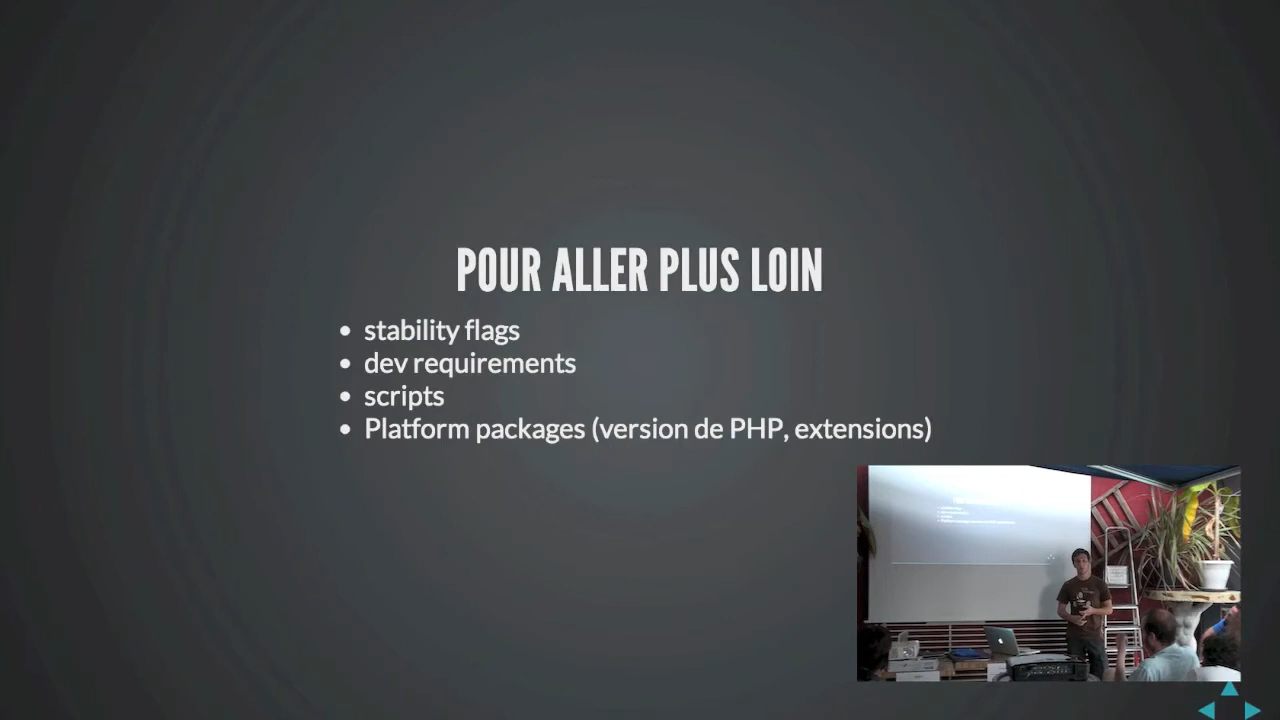 POUR ALLER PLUS LOIN
stability flags
dev requirements
scripts
Platform packages (version de PHP, extensions)